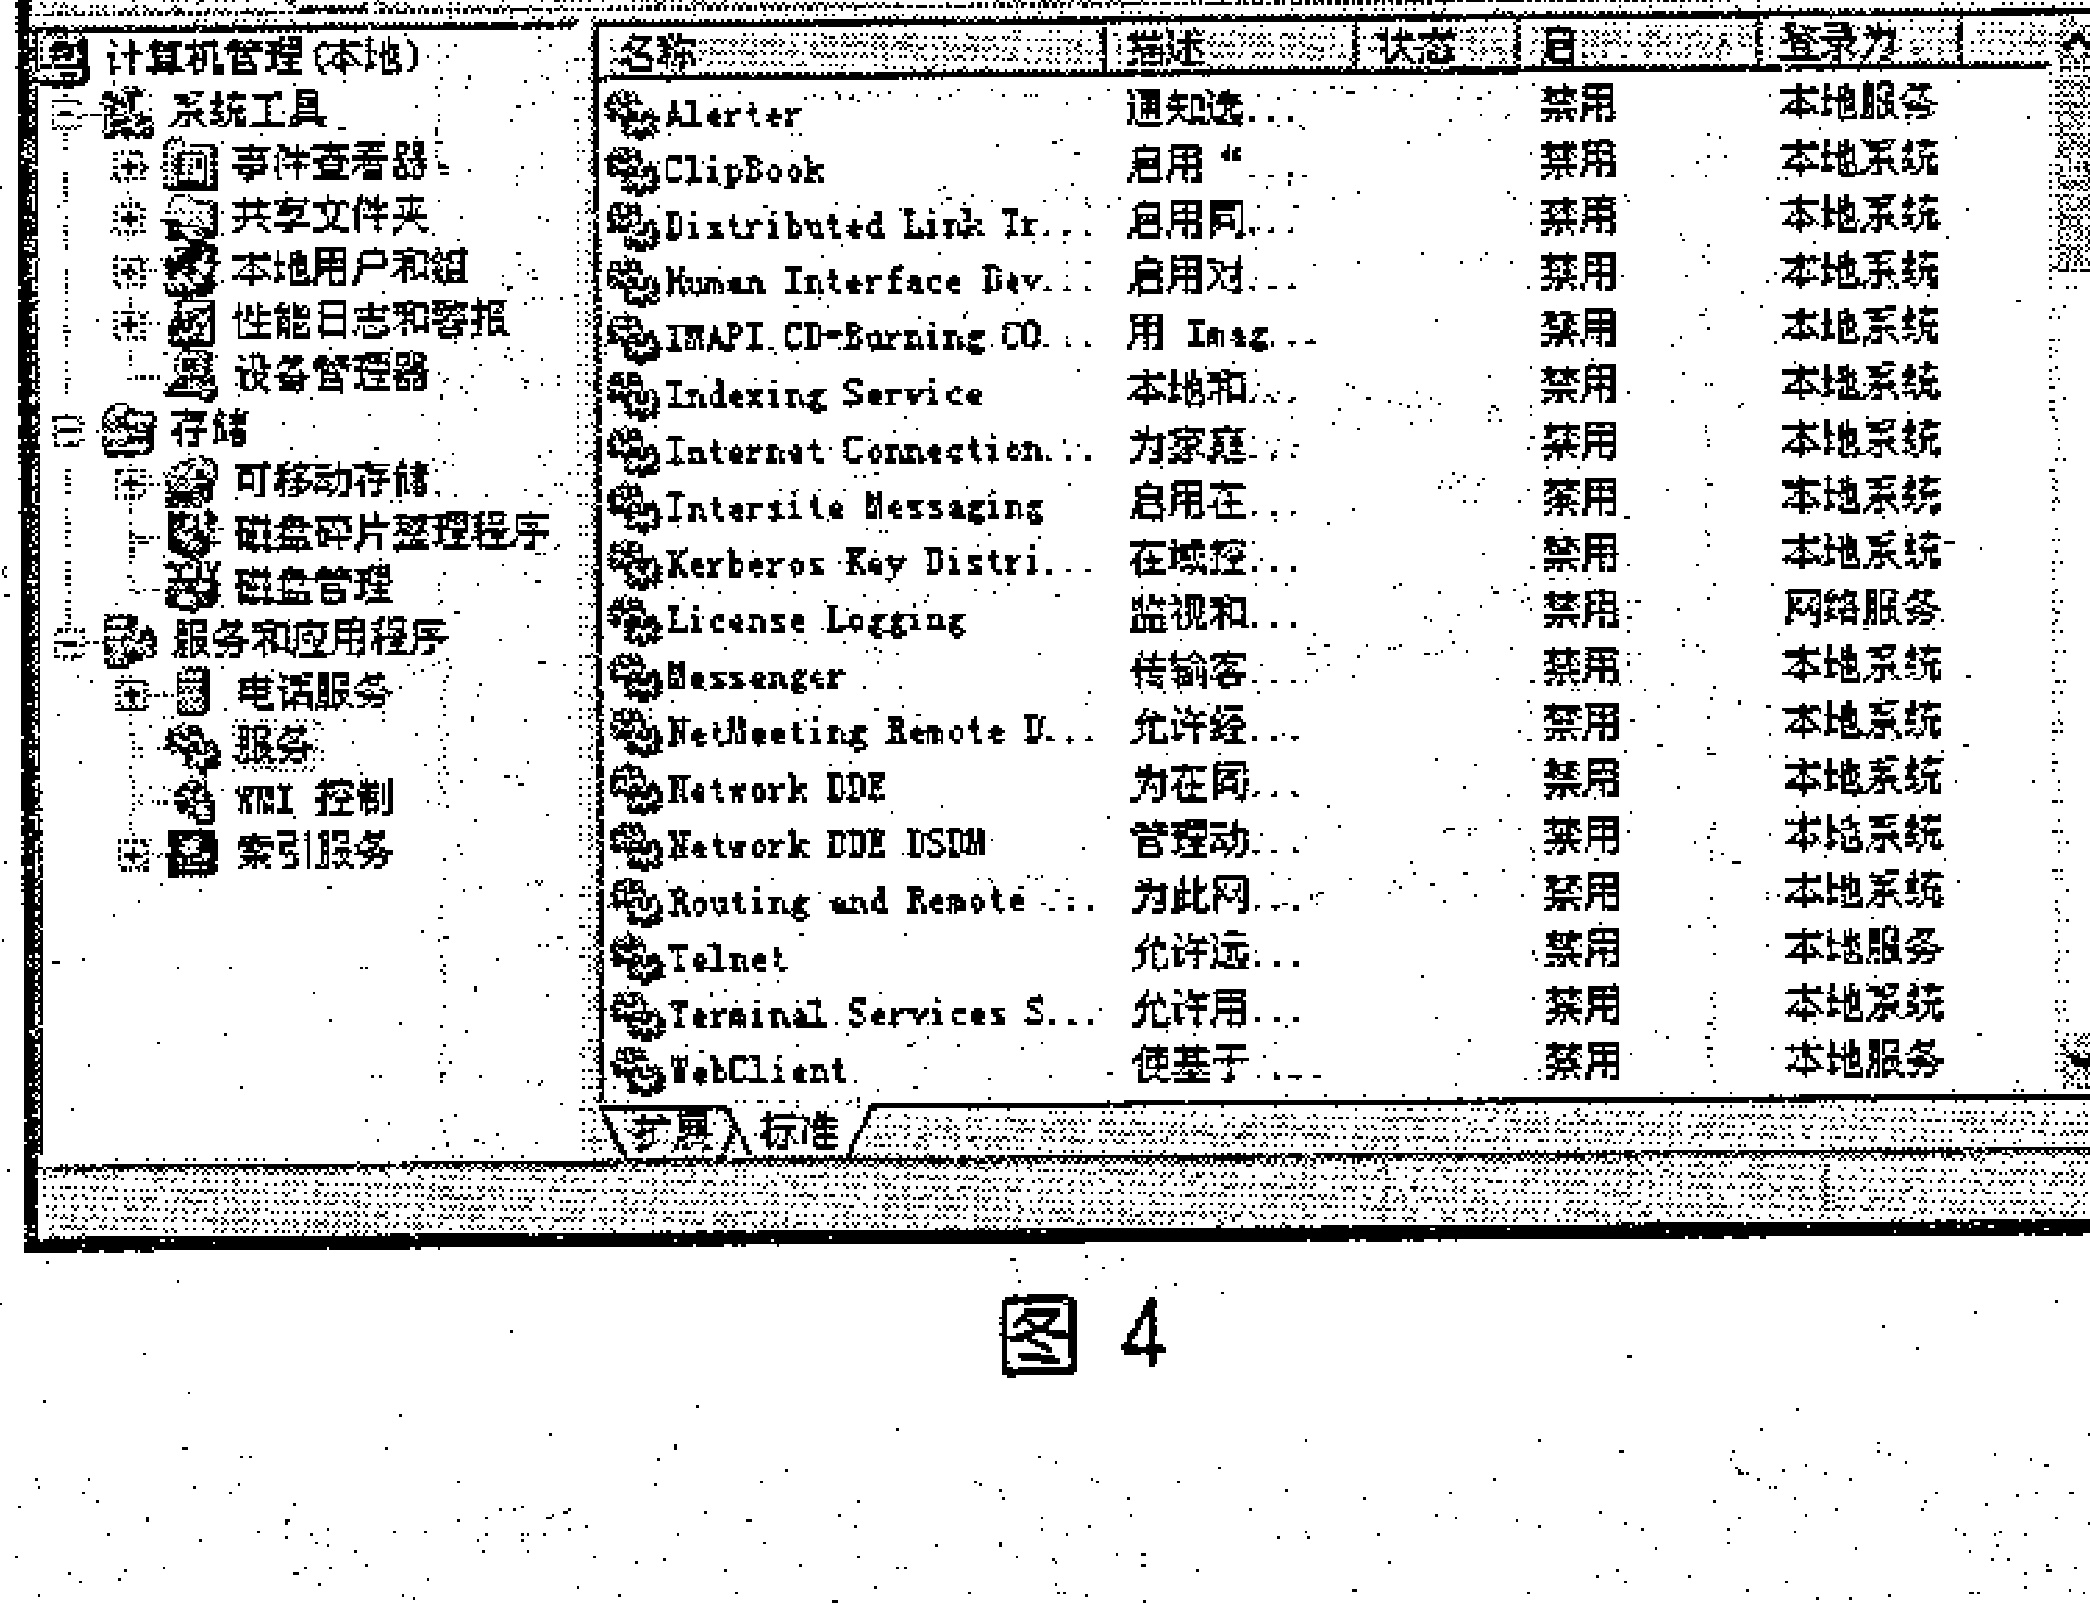 计算机管理(本地)
系统工具
事件查看器
共享文件夹
本地用户和组
性能日志和警报
设备管理器
存储
可移动存储
磁盘碎片整理程序
磁盘管理
服务和应用程序
电话服务
服务
WMI 控制
索引服务
名称 描述 状态 启 登录为
Alerter 通知选... 禁用 本地服务
ClipBook 启用“... 禁用 本地系统
Distributed Link Tr... 启用同... 禁用 本地系统
Human Interface Dev... 启用对... 禁用 本地系统
IMAPI CD-Burning CO... 用 Imag... 禁用 本地系统
Indexing Service 本地和... 禁用 本地系统
Internet Connection... 为家庭... 禁用 本地系统
Intersite Messaging 启用在... 禁用 本地系统
Kerberos Key Distri... 在域控... 禁用 本地系统
License Logging 监视和... 禁用 网络服务
Messenger 传输客... 禁用 本地系统
NetMeeting Remote D... 允许经... 禁用 本地系统
Network DDE 为在同... 禁用 本地系统
Network DDE DSDM 管理动... 禁用 本地系统
Routing and Remote ... 为此网... 禁用 本地系统
Telnet 允许远... 禁用 本地服务
Terminal Services S... 允许用... 禁用 本地系统
WebClient 使基于... 禁用 本地服务
扩展 标准
图 4